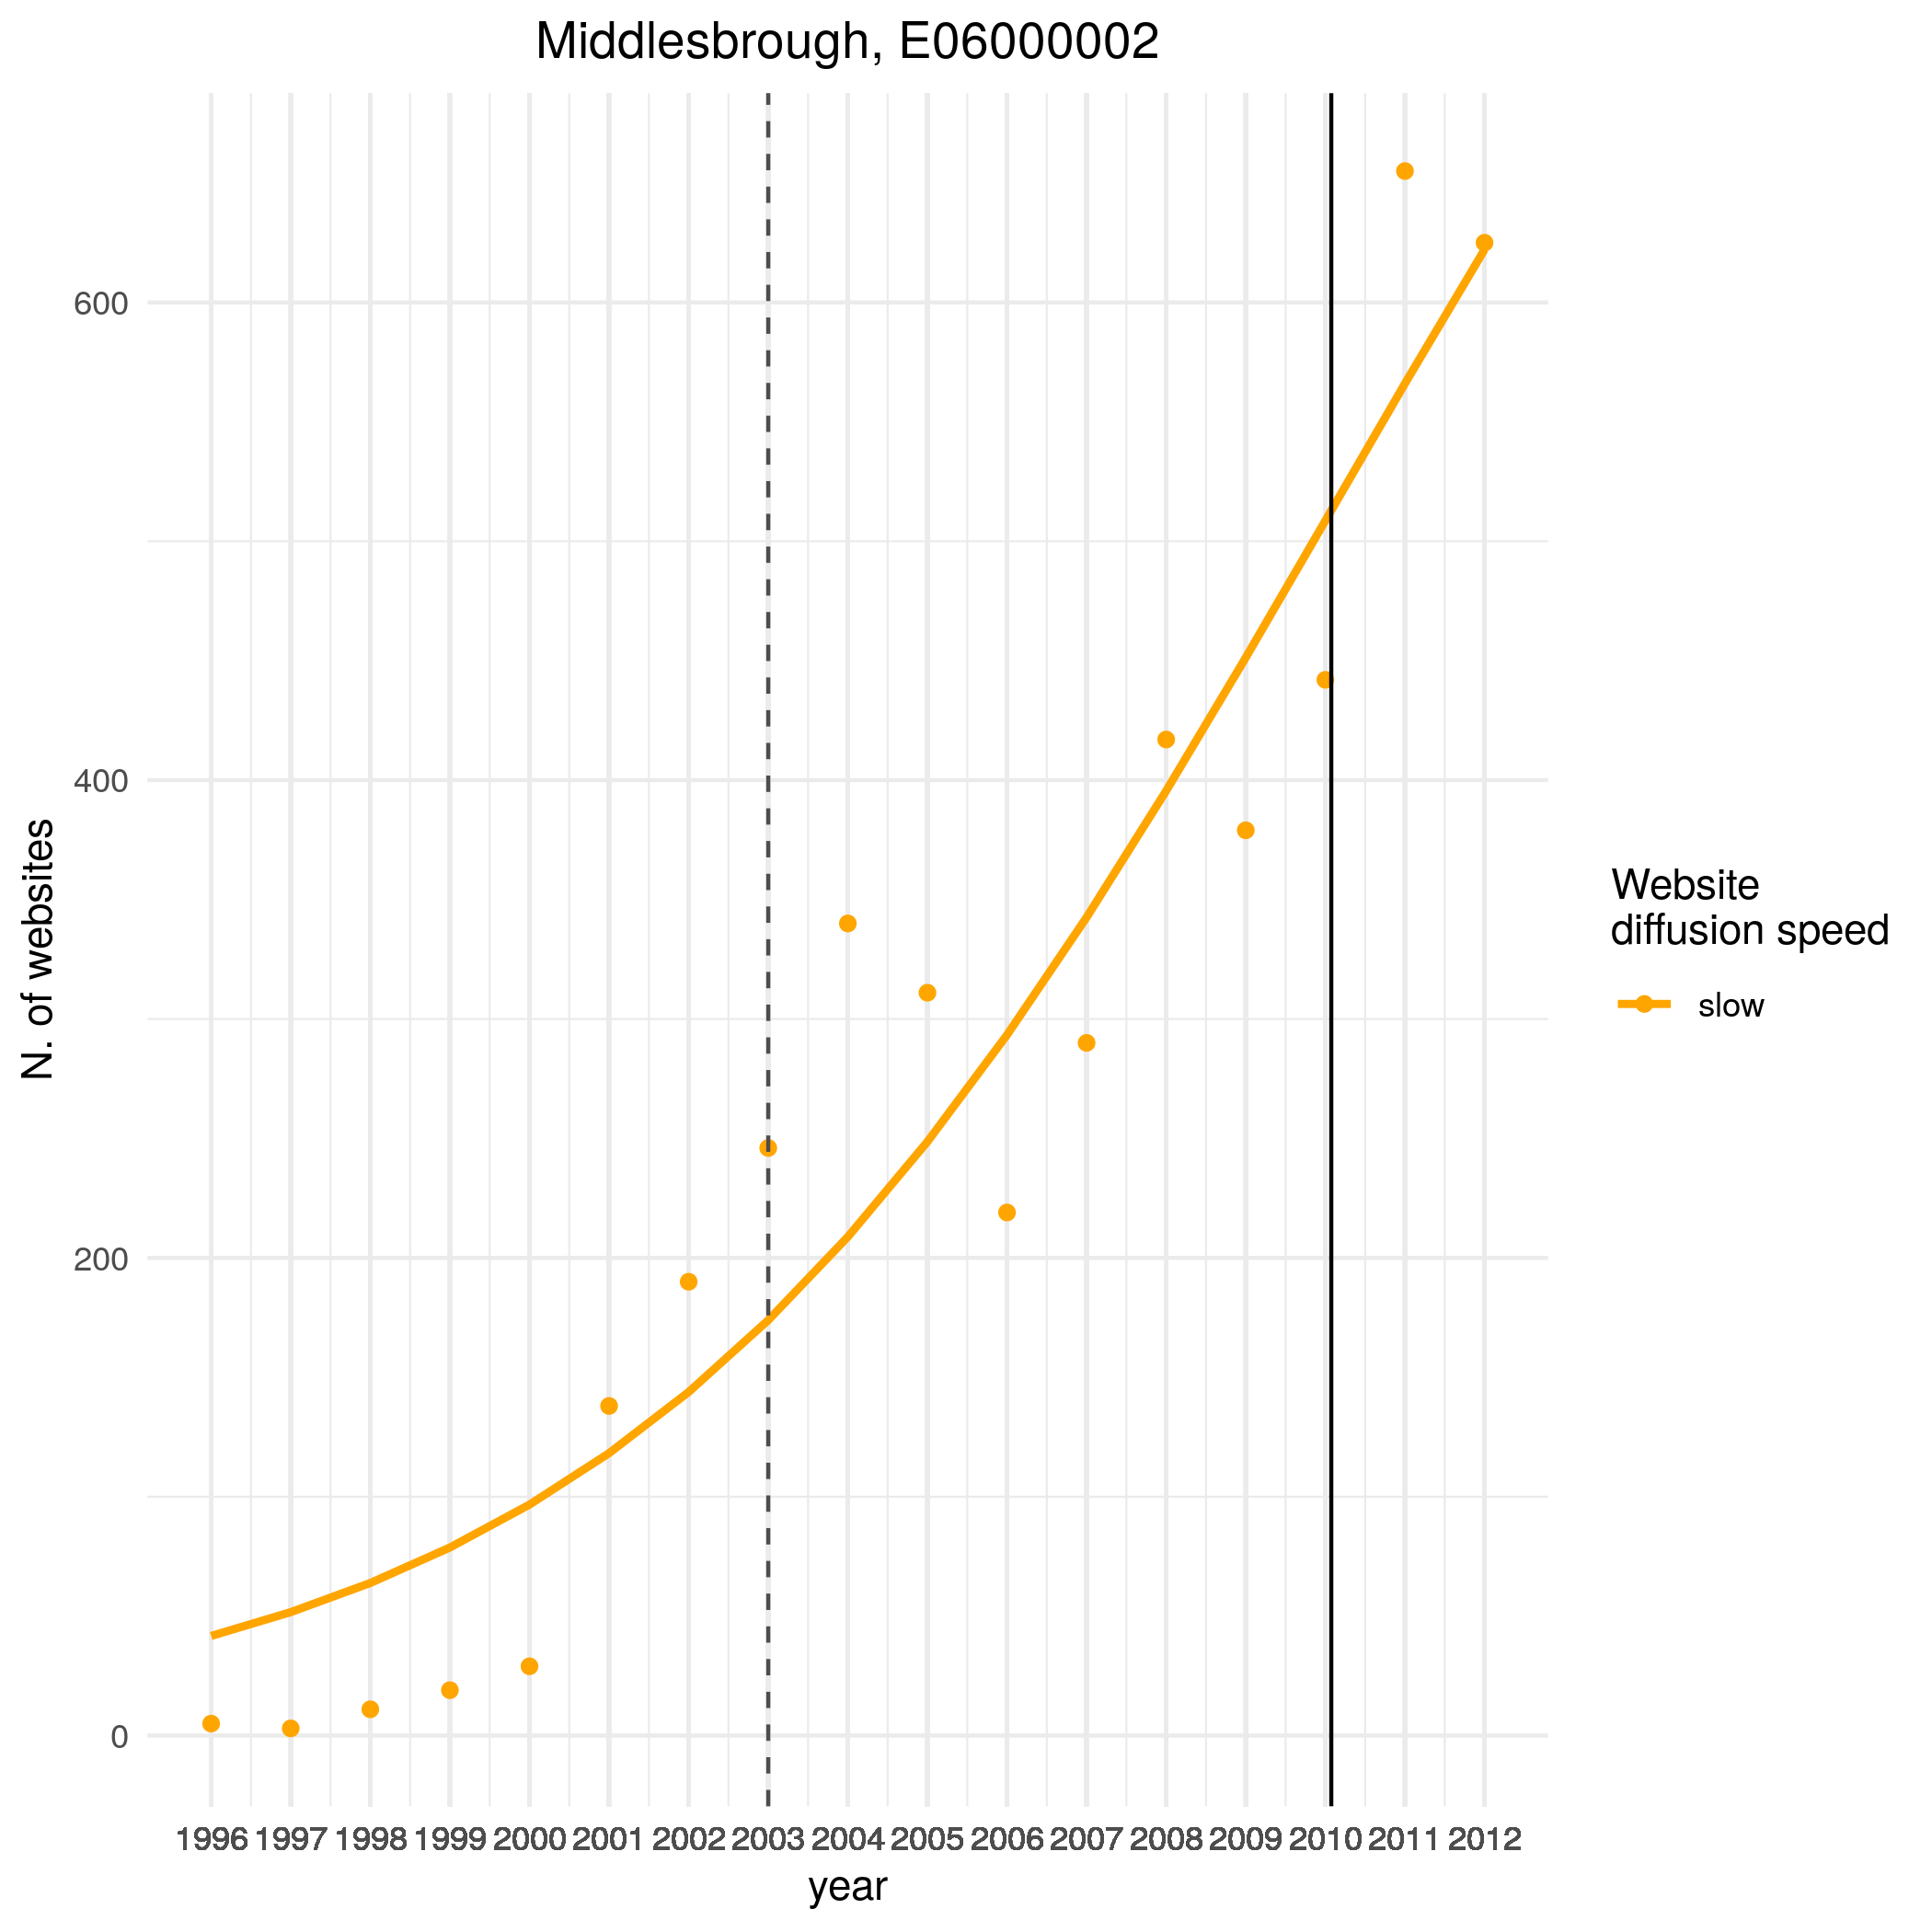 Middlesbrough, E06000002
600
400
200
0
N. of websites
1996 1997 1998 1999 2000 2001 2002 2003 2004 2005 2006 2007 2008 2009 2010 2011 2012
year
Website
diffusion speed
slow